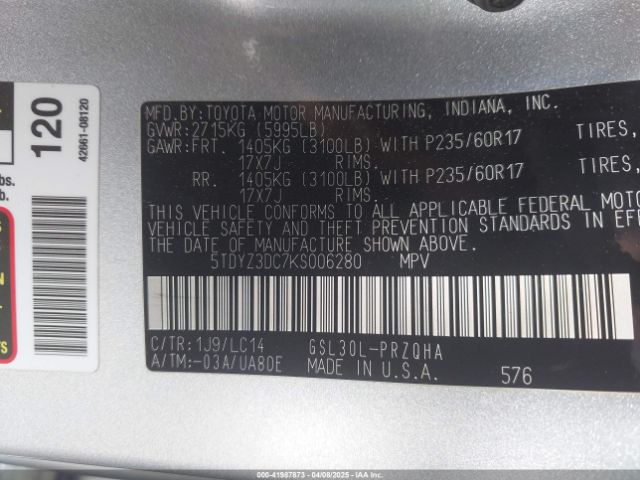 MFD.BY:TOYOTA MOTOR MANUFACTURING, INDIANA, INC.
GVWR:2715KG (5995LB)
GAWR:FRT. 1405KG (3100LB) WITH P235/60R17 TIRES,
17X7J RIMS.
RR. 1405KG (3100LB) WITH P235/60R17 TIRES,
17X7J RIMS.
THIS VEHICLE CONFORMS TO ALL APPLICABLE FEDERAL MOTO
VEHICLE SAFETY AND THEFT PREVENTION STANDARDS IN EFF
THE DATE OF MANUFACTURE SHOWN ABOVE.
5TDYZ3DC7KS006280 MPV
C/TR:1J9/LC14 GSL30L-PRZQHA
A/TM:-03A/UA80E MADE IN U.S.A. 576
120
42661-08120
bs.
b.
000-41987873 - 04/08/2025 - IAAI.COM